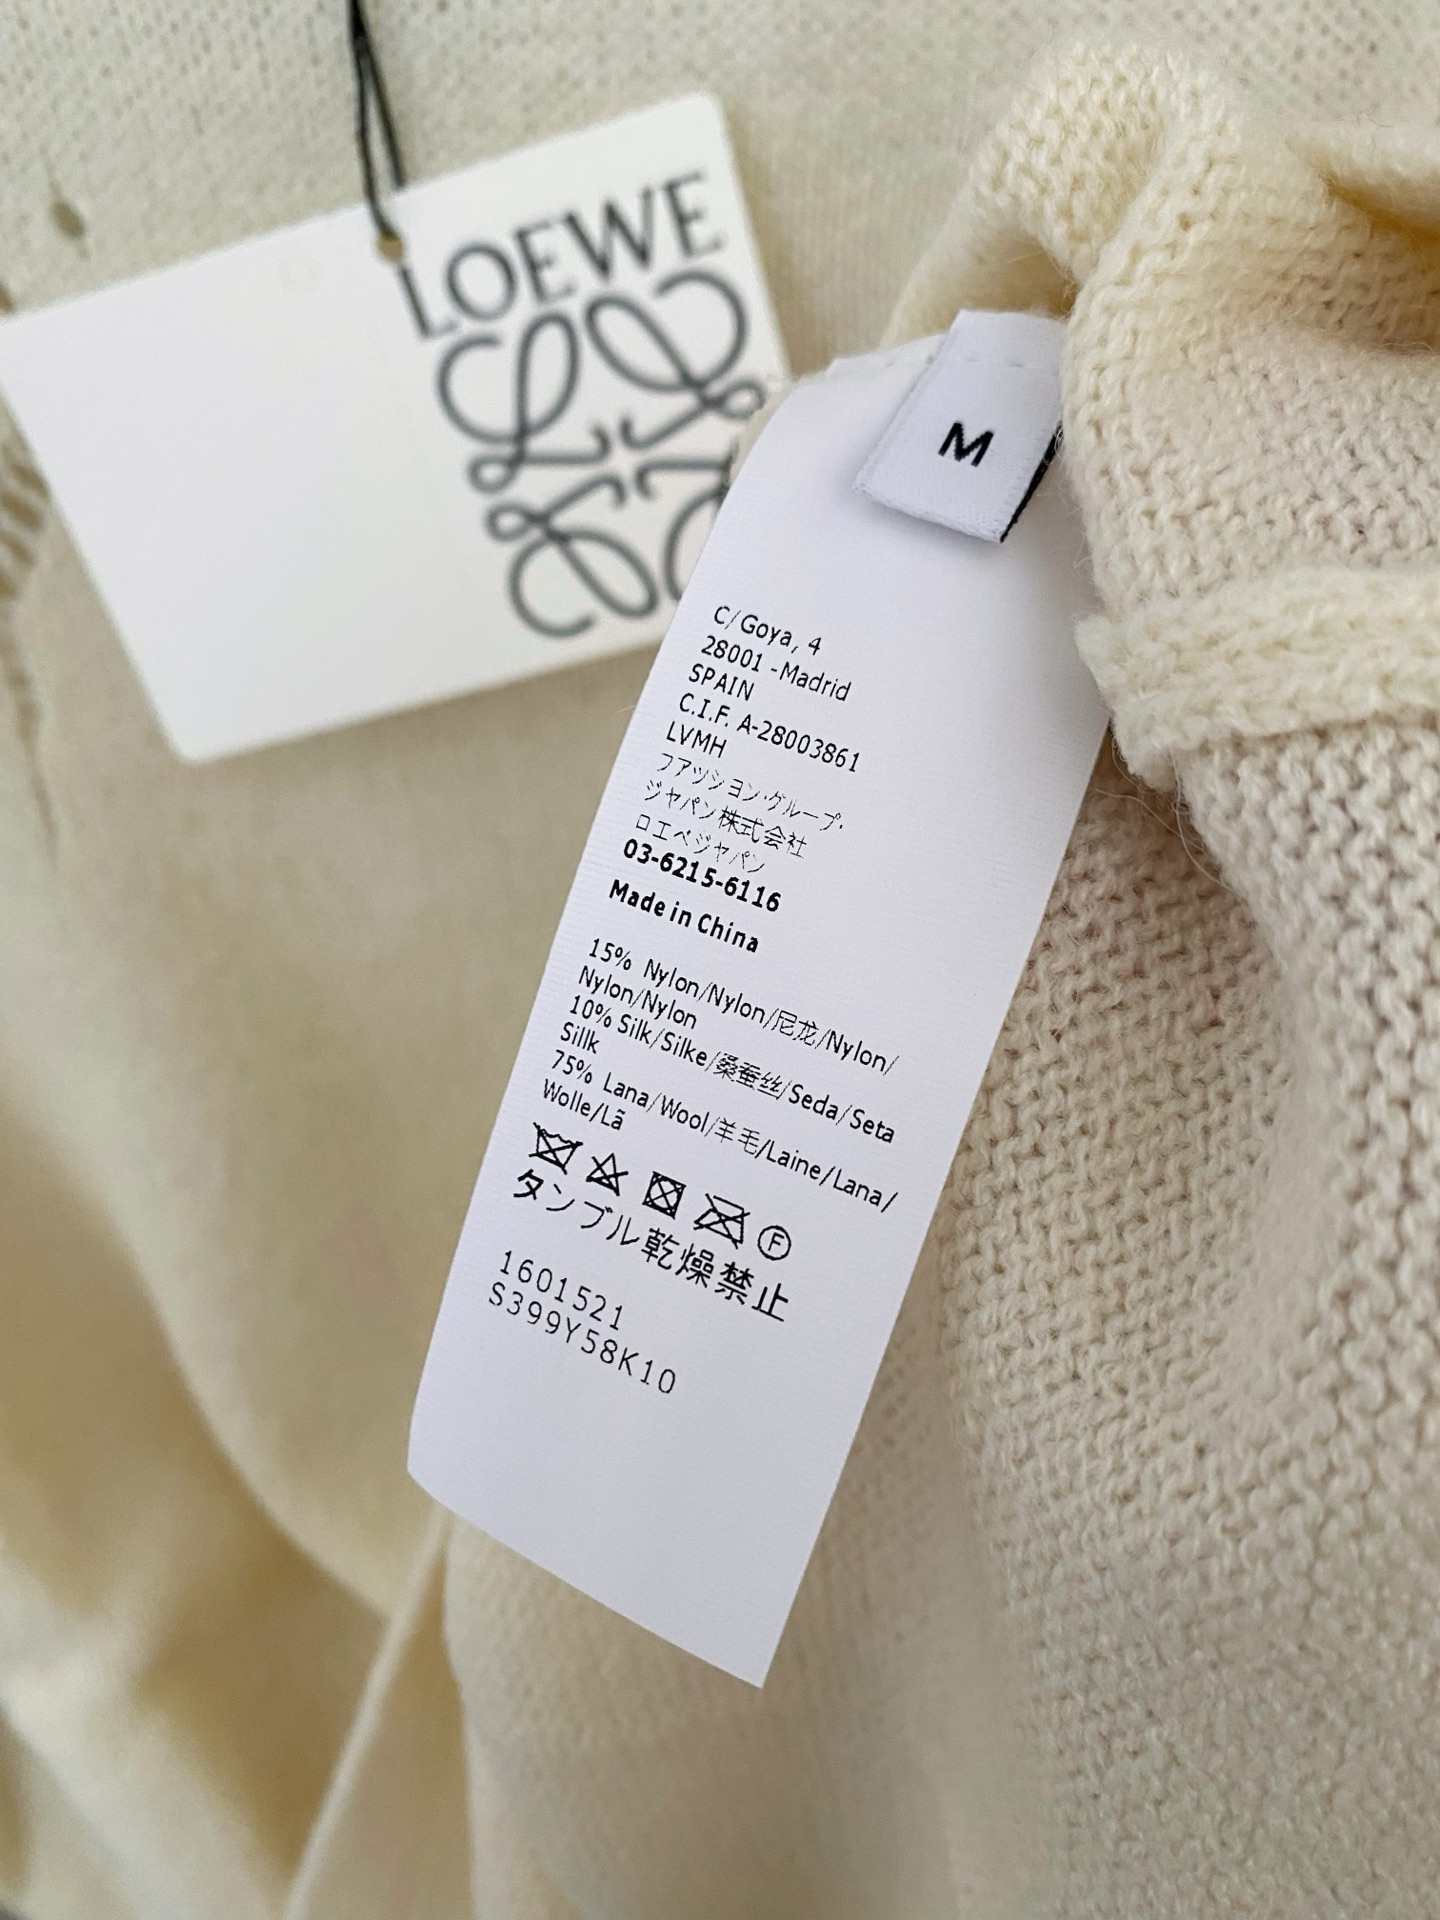 LOEWE
M
C/Goya, 4
28001 -Madrid
SPAIN
C.I.F. A-28003861
LVMH
ファッション・グループ・
ジャパン株式会社
ロエベジャパン
03-6215-6116
Made in China
15% Nylon/Nylon/尼龙/Nylon/
Nylon/Nylon
10% Silk/Silke/桑蚕丝/Seda/Seta
Sillk
75% Lana/Wool/羊毛/Laine/Lana/
Wolle/Lã
F
タンブル乾燥禁止
1601521
S399Y58K10